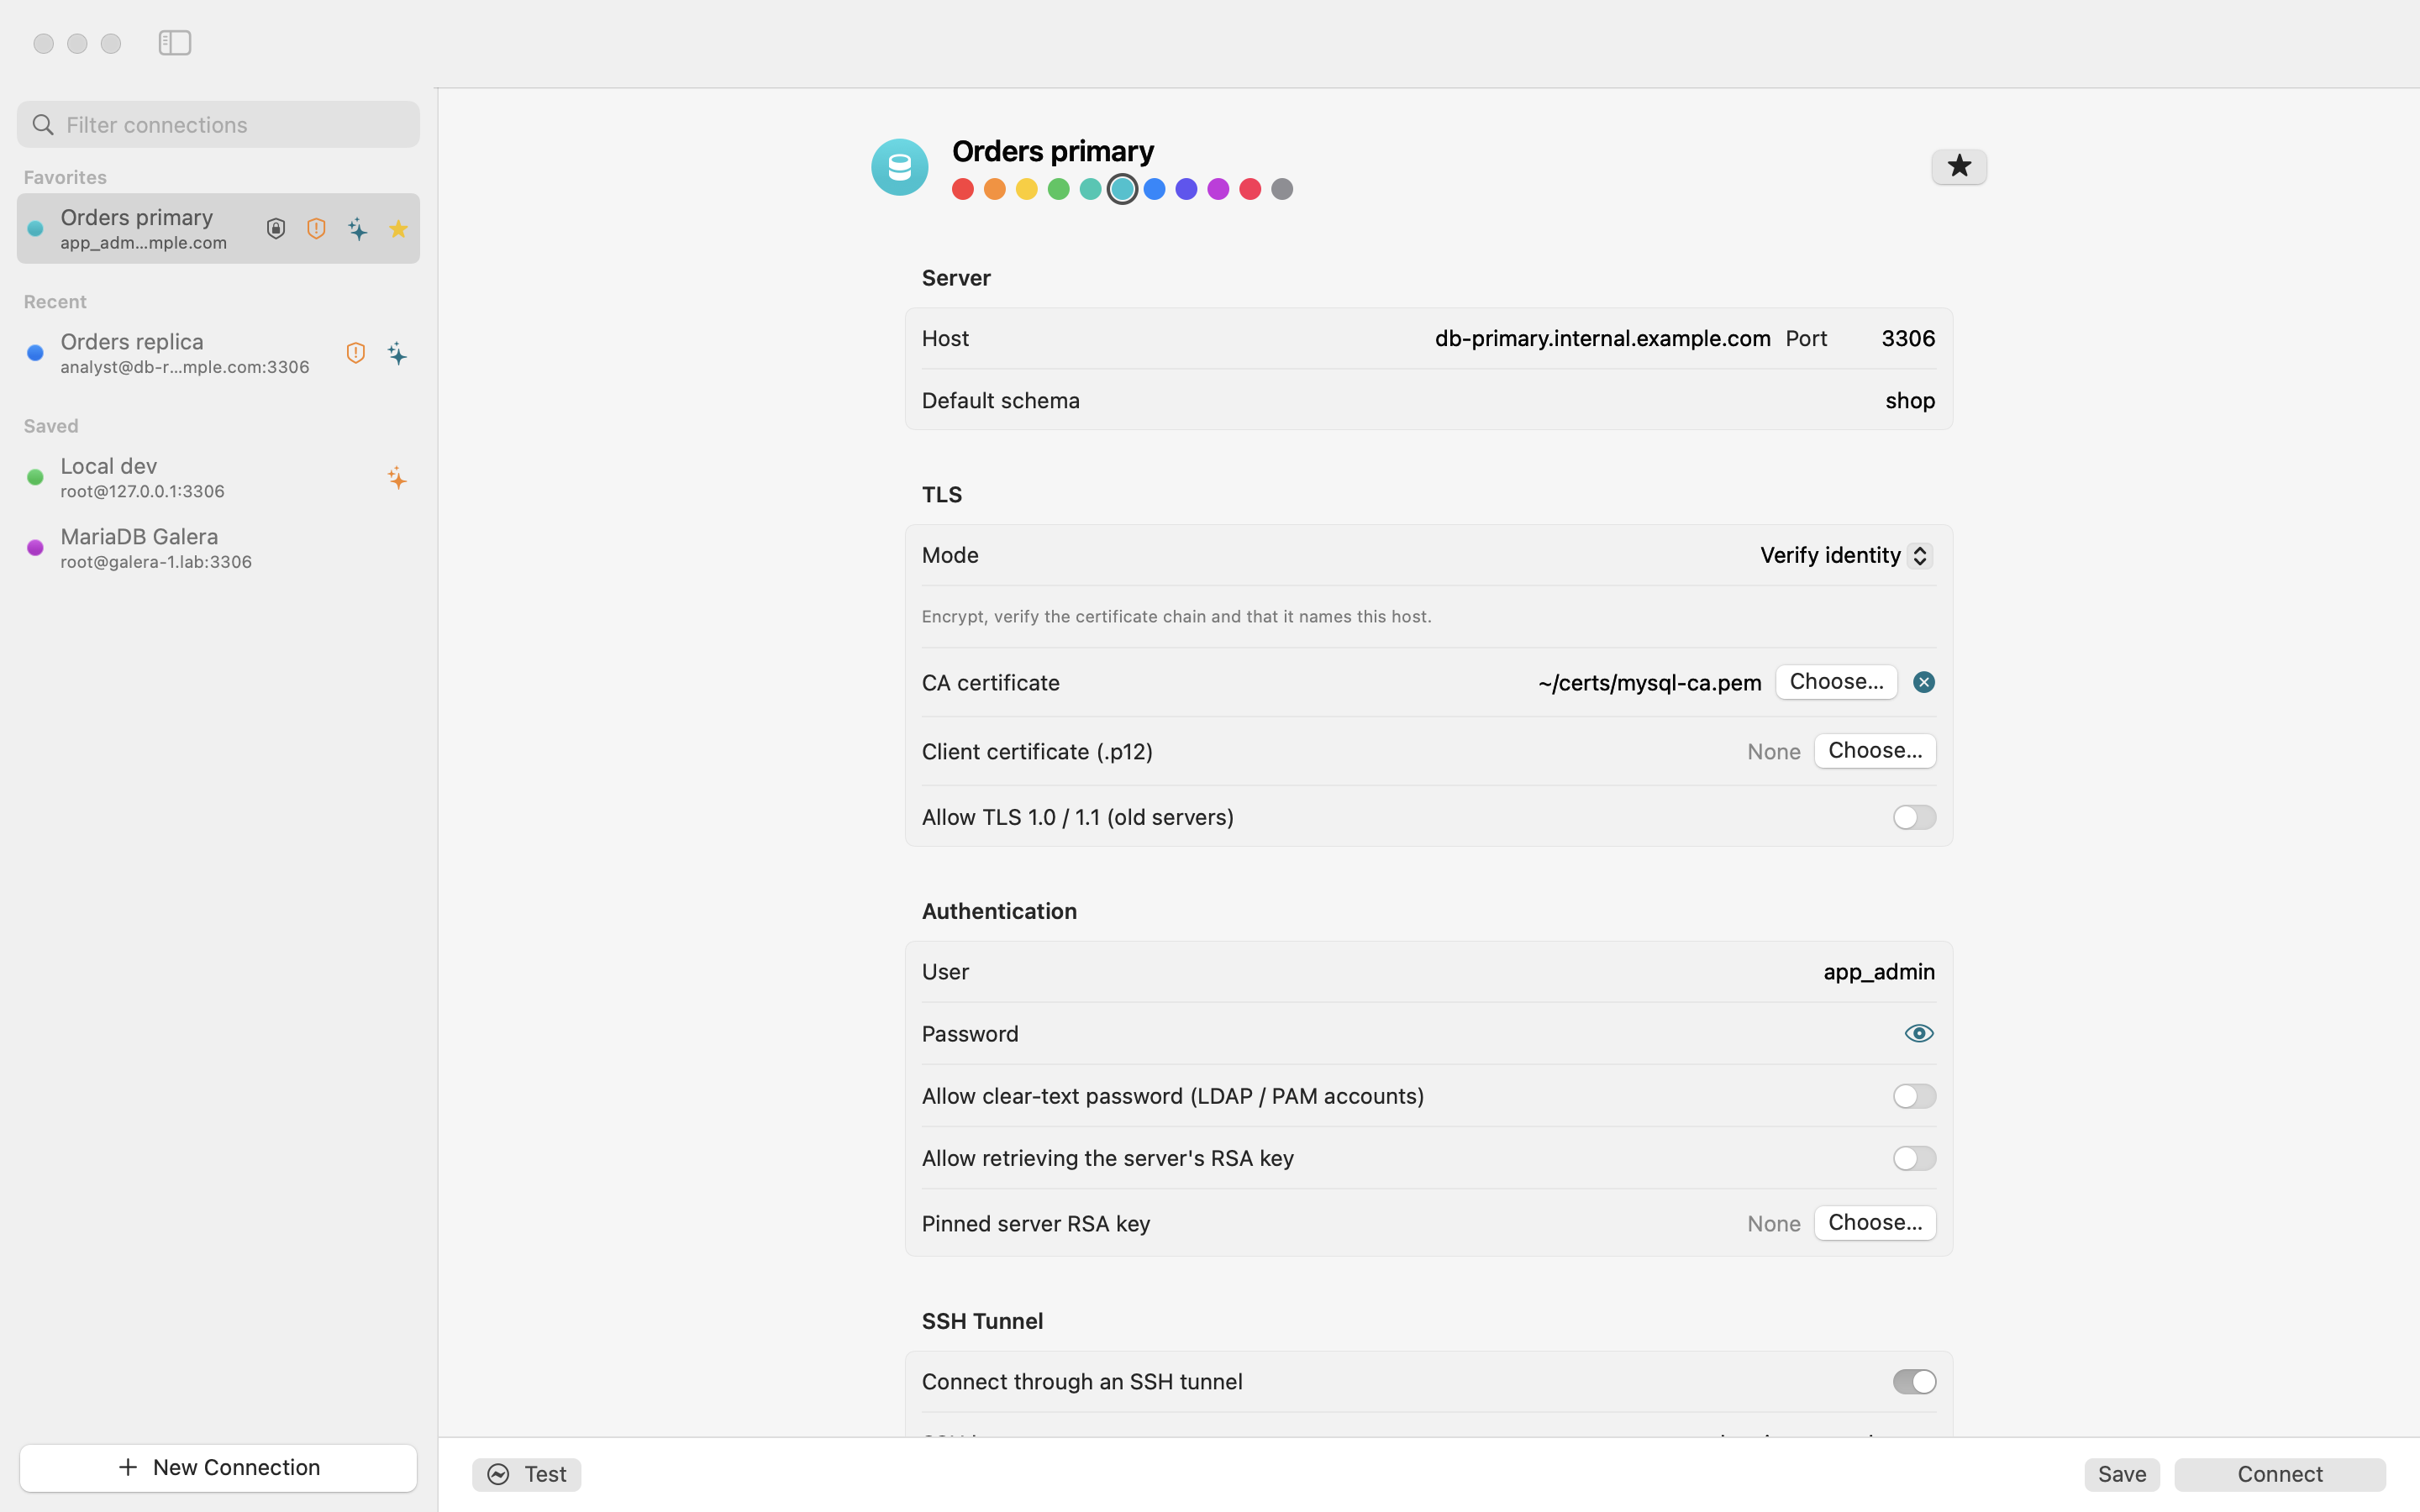 Filter connections
Favorites
Orders primary
app_adm...mple.com
Recent
Orders replica
analyst@db-r...mple.com:3306
Saved
Local dev
root@127.0.0.1:3306
MariaDB Galera
root@galera-1.lab:3306
New Connection
Orders primary
Server
Host db-primary.internal.example.com Port 3306
Default schema shop
TLS
Mode Verify identity
Encrypt, verify the certificate chain and that it names this host.
CA certificate ~/certs/mysql-ca.pem Choose...
Client certificate (.p12) None Choose...
Allow TLS 1.0 / 1.1 (old servers)
Authentication
User app_admin
Password
Allow clear-text password (LDAP / PAM accounts)
Allow retrieving the server's RSA key
Pinned server RSA key None Choose...
SSH Tunnel
Connect through an SSH tunnel
Test Save Connect